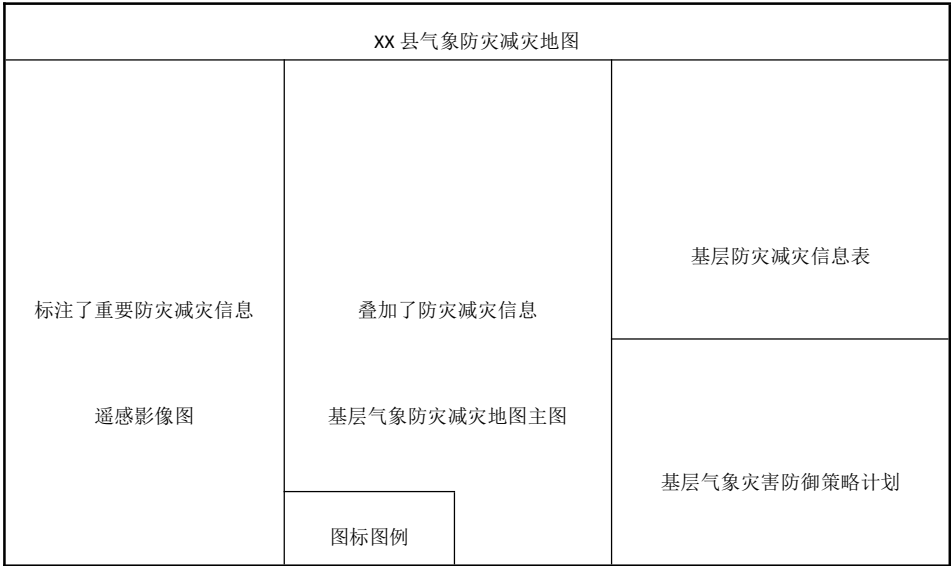 XX 县气象防灾减灾地图
标注了重要防灾减灾信息
遥感影像图
叠加了防灾减灾信息
基层气象防灾减灾地图主图
图标图例
基层防灾减灾信息表
基层气象灾害防御策略计划